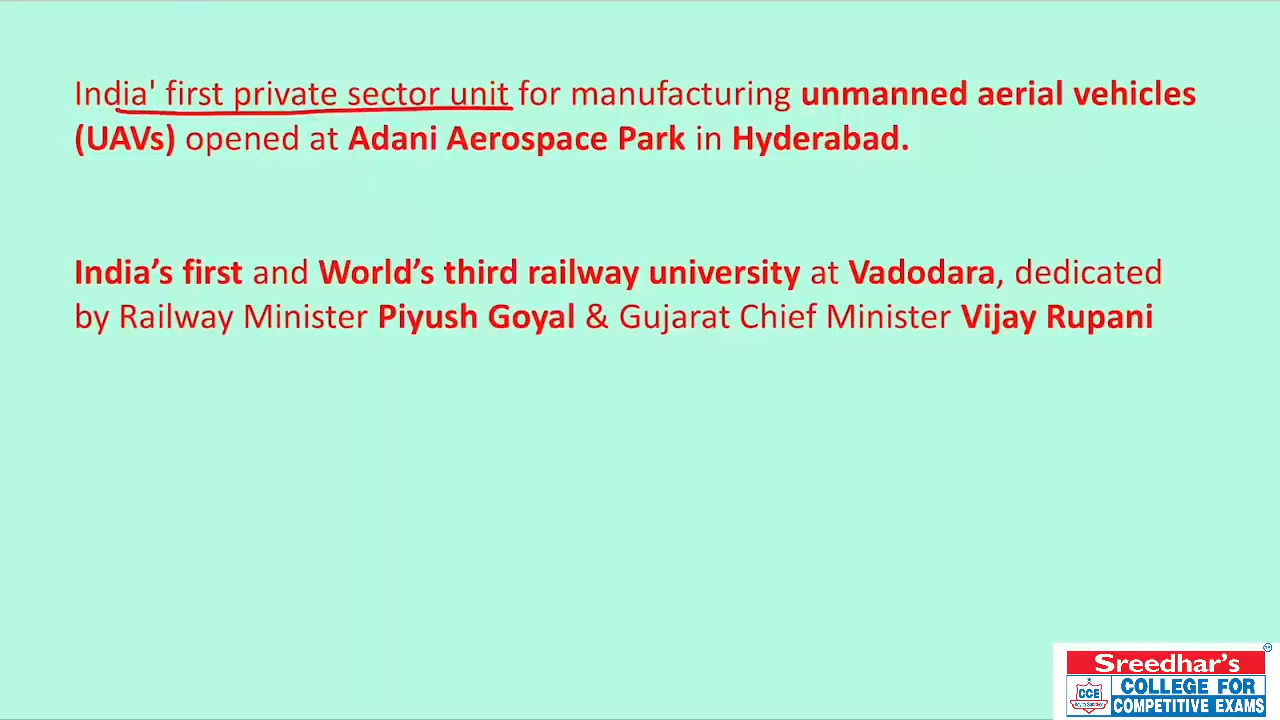 India' first private sector unit for manufacturing unmanned aerial vehicles
(UAVs) opened at Adani Aerospace Park in Hyderabad.
India’s first and World’s third railway university at Vadodara, dedicated
by Railway Minister Piyush Goyal & Gujarat Chief Minister Vijay Rupani
Sreedhar's
CCE
COLLEGE FOR
COMPETITIVE EXAMS